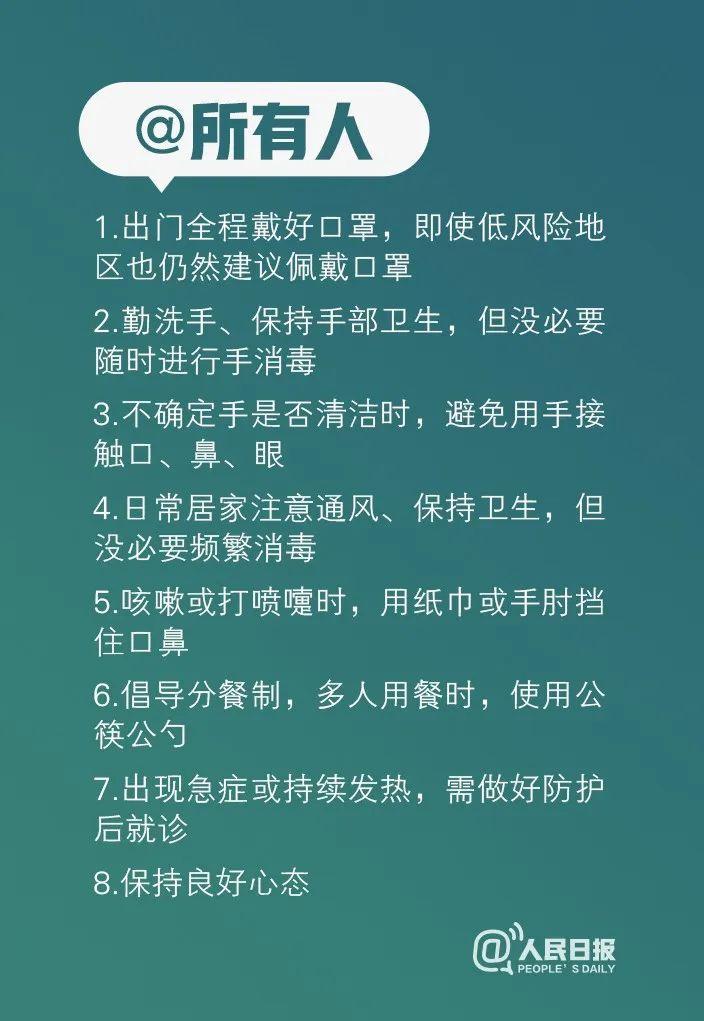 @所有人
1.出门全程戴好口罩，即使低风险地
区也仍然建议佩戴口罩
2.勤洗手、保持手部卫生，但没必要
随时进行手消毒
3.不确定手是否清洁时，避免用手接
触口、鼻、眼
4.日常居家注意通风、保持卫生，但
没必要频繁消毒
5.咳嗽或打喷嚏时，用纸巾或手肘挡
住口鼻
6.倡导分餐制，多人用餐时，使用公
筷公勺
7.出现急症或持续发热，需做好防护
后就诊
8.保持良好心态
@人民日报
PEOPLE'S DAILY